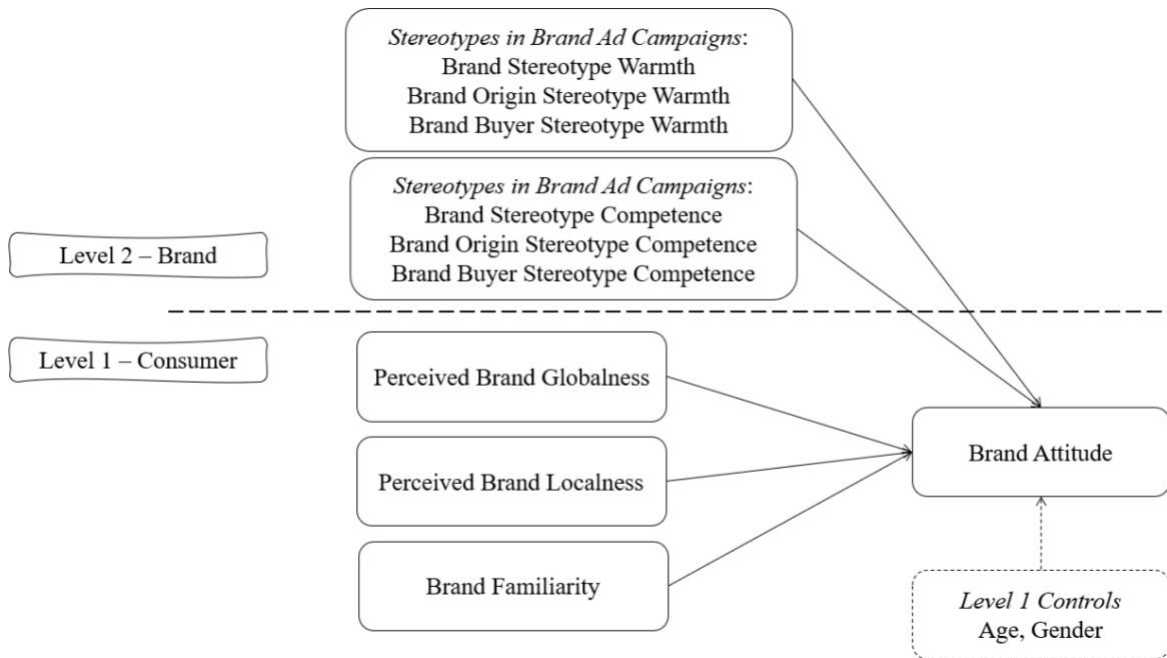 Stereotypes in Brand Ad Campaigns:
Brand Stereotype Warmth
Brand Origin Stereotype Warmth
Brand Buyer Stereotype Warmth
Stereotypes in Brand Ad Campaigns:
Brand Stereotype Competence
Brand Origin Stereotype Competence
Brand Buyer Stereotype Competence
Level 2 – Brand
Level 1 – Consumer
Perceived Brand Globalness
Perceived Brand Localness
Brand Familiarity
Brand Attitude
Level 1 Controls
Age, Gender